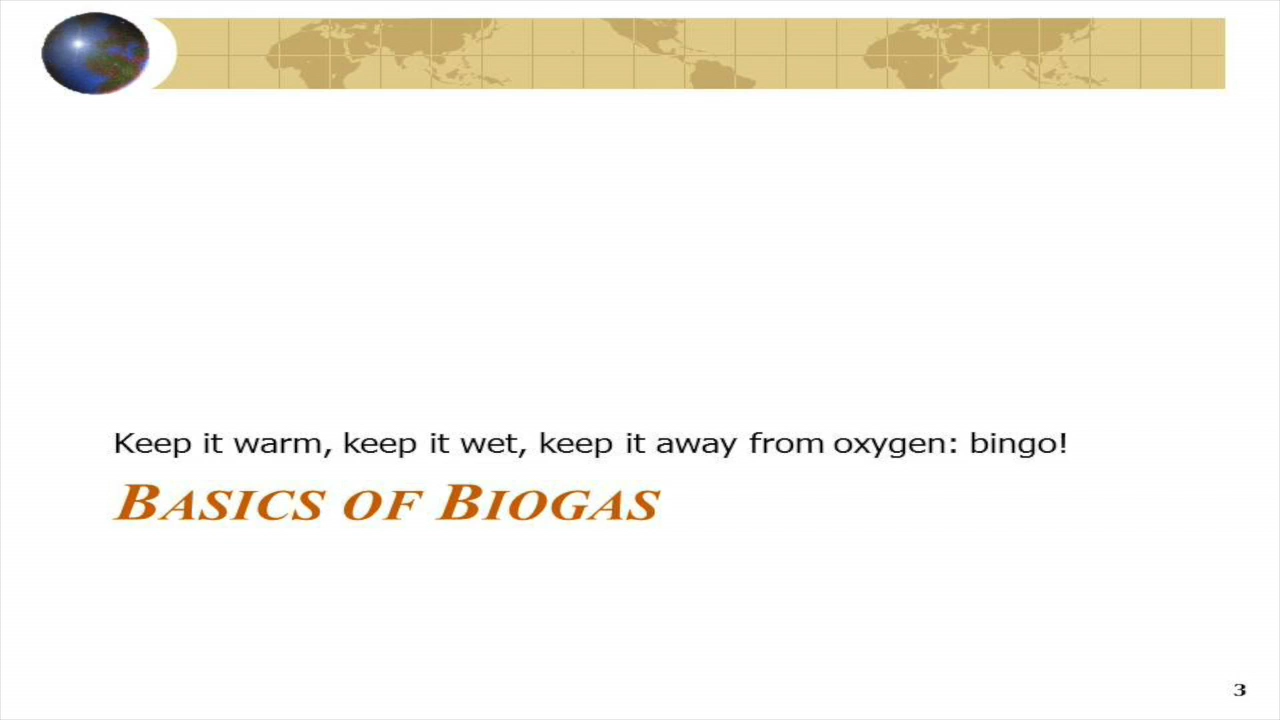 Keep it warm, keep it wet, keep it away from oxygen: bingo!
BASICS OF BIOGAS
3